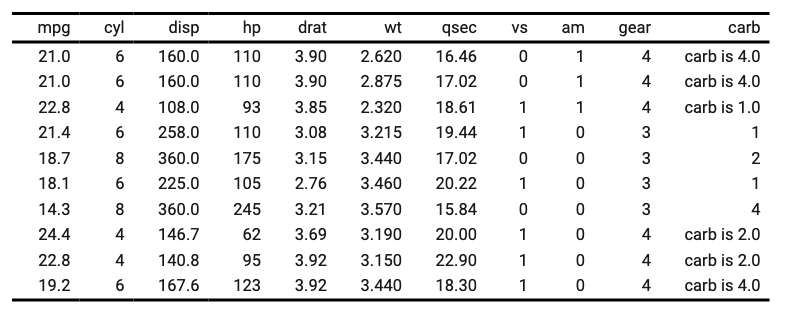 mpg cyl disp hp drat wt qsec vs am gear carb
21.0 6 160.0 110 3.90 2.620 16.46 0 1 4 carb is 4.0
21.0 6 160.0 110 3.90 2.875 17.02 0 1 4 carb is 4.0
22.8 4 108.0 93 3.85 2.320 18.61 1 1 4 carb is 1.0
21.4 6 258.0 110 3.08 3.215 19.44 1 0 3 1
18.7 8 360.0 175 3.15 3.440 17.02 0 0 3 2
18.1 6 225.0 105 2.76 3.460 20.22 1 0 3 1
14.3 8 360.0 245 3.21 3.570 15.84 0 0 3 4
24.4 4 146.7 62 3.69 3.190 20.00 1 0 4 carb is 2.0
22.8 4 140.8 95 3.92 3.150 22.90 1 0 4 carb is 2.0
19.2 6 167.6 123 3.92 3.440 18.30 1 0 4 carb is 4.0